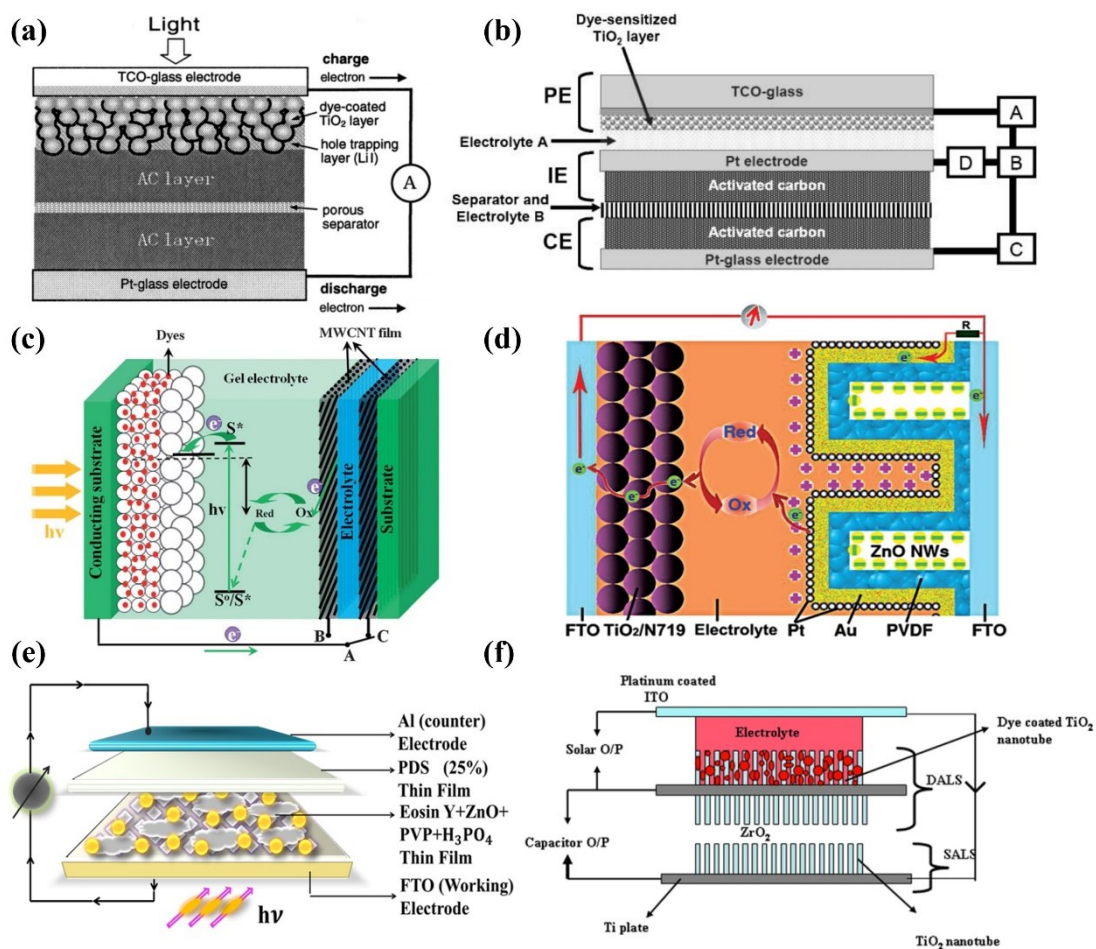 (a)
Light
TCO-glass electrode
charge
electron
dye-coated
TiO₂ layer
hole trapping
layer (LiI)
AC layer
A
porous
separator
AC layer
Pt-glass electrode
discharge
electron
(b)
Dye-sensitized
TiO₂ layer
PE
TCO-glass
A
Electrolyte A
Pt electrode
D
B
IE
Activated carbon
Separator and
Electrolyte B
Activated carbon
CE
Pt-glass electrode
C
(c)
Dyes
MWCNT film
Gel electrolyte
e⁻
S*
hν
Conducting substrate
hν
Red
Ox
e⁻
Electrolyte
Substrate
S⁰/S*
e⁻
B
C
A
(d)
R
e⁻
e⁻
Red
e⁻
e⁻
e⁻
Ox
e⁻
ZnO NWs
FTO
TiO₂/N719
Electrolyte
Pt
Au
PVDF
FTO
(e)
Al (counter)
Electrode
PDS (25%)
Thin Film
Eosin Y+ZnO+
PVP+H₃PO₄
Thin Film
FTO (Working)
Electrode
hν
(f)
Platinum coated
ITO
Electrolyte
Dye coated TiO₂
nanotube
Solar O/P
DALS
ZrO₂
Capacitor O/P
SALS
Ti plate
TiO₂ nanotube